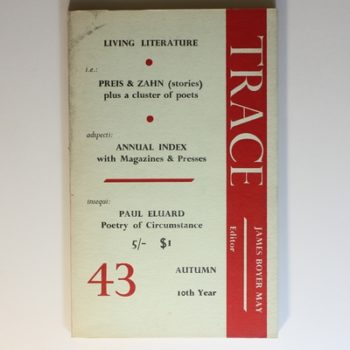 LIVING LITERATURE
i.e.:
PREIS & ZAHN (stories)
plus a cluster of poets
adspecti:
ANNUAL INDEX
with Magazines & Presses
insequi:
PAUL ELUARD
Poetry of Circumstance
5/- $1
43
AUTUMN
10th Year
TRACE
JAMES BOYER MAY
Editor